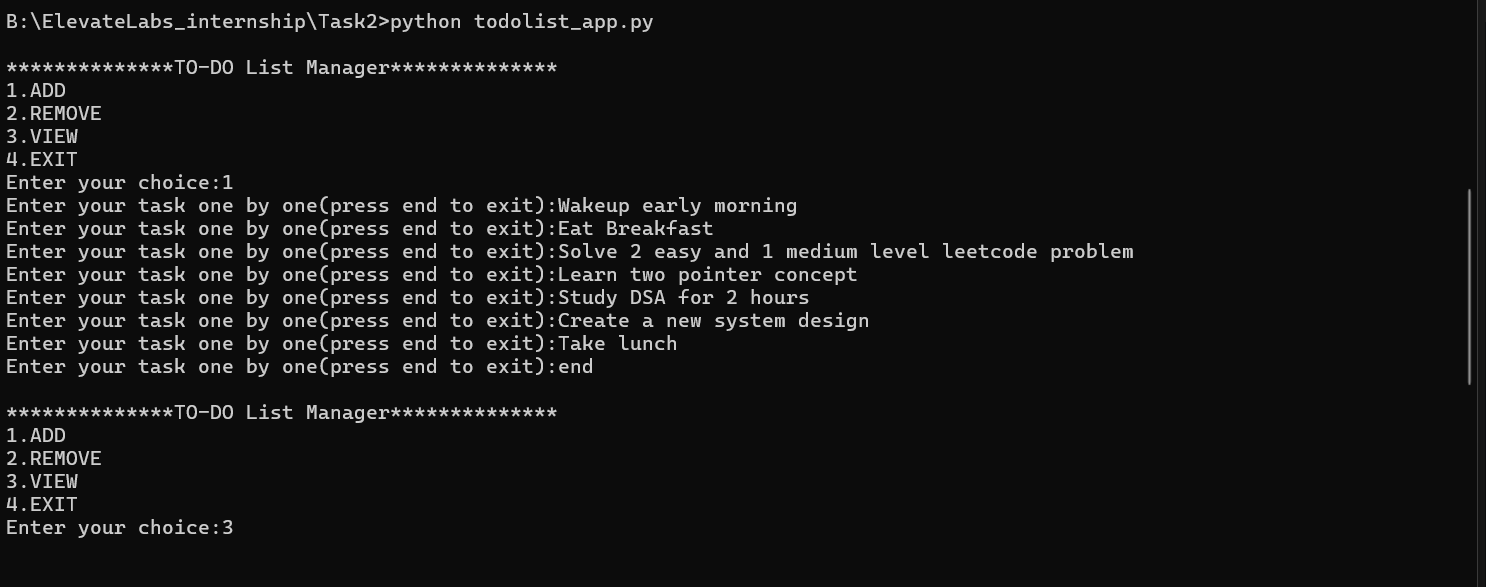 B:\ElevateLabs_internship\Task2>python todolist_app.py
**************TO-DO List Manager**************
1.ADD
2.REMOVE
3.VIEW
4.EXIT
Enter your choice:1
Enter your task one by one(press end to exit):Wakeup early morning
Enter your task one by one(press end to exit):Eat Breakfast
Enter your task one by one(press end to exit):Solve 2 easy and 1 medium level leetcode problem
Enter your task one by one(press end to exit):Learn two pointer concept
Enter your task one by one(press end to exit):Study DSA for 2 hours
Enter your task one by one(press end to exit):Create a new system design
Enter your task one by one(press end to exit):Take lunch
Enter your task one by one(press end to exit):end
**************TO-DO List Manager**************
1.ADD
2.REMOVE
3.VIEW
4.EXIT
Enter your choice:3